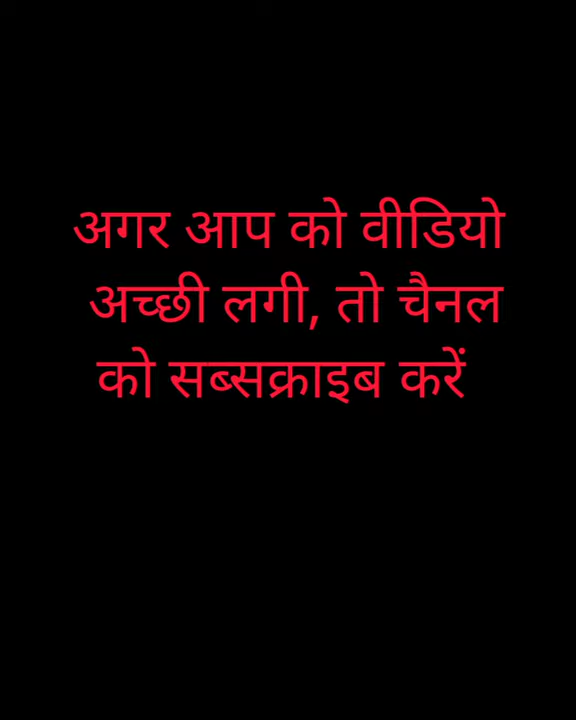 अगर आप को वीडियो
अच्छी लगी, तो चैनल
को सब्सक्राइब करें